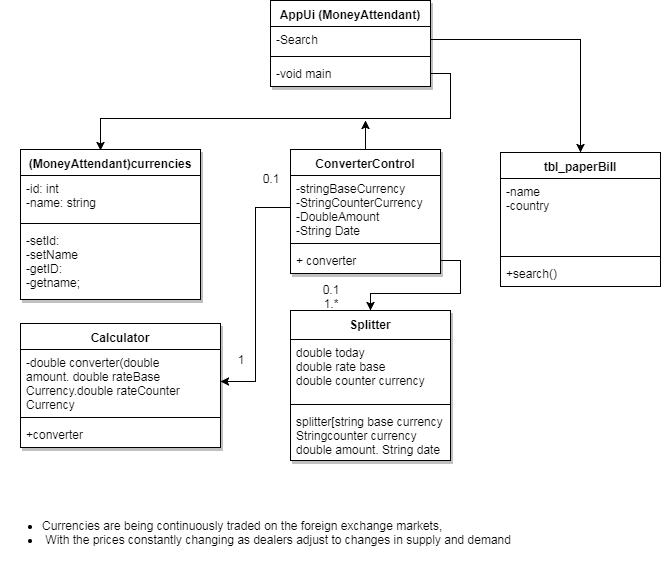 AppUi (MoneyAttendant)
-Search
-void main
(MoneyAttendant)currencies
-id: int
-name: string
-setId:
-setName
-getID:
-getname;
0.1
ConverterControl
-stringBaseCurrency
-StringCounterCurrency
-DoubleAmount
-String Date
+ converter
tbl_paperBill
-name
-country
+search()
0.1
1.*
Calculator
-double converter(double
amount. double rateBase
Currency.double rateCounter
Currency
+converter
1
Splitter
double today
double rate base
double counter currency
splitter[string base currency
Stringcounter currency
double amount. String date
• Currencies are being continuously traded on the foreign exchange markets,
• With the prices constantly changing as dealers adjust to changes in supply and demand